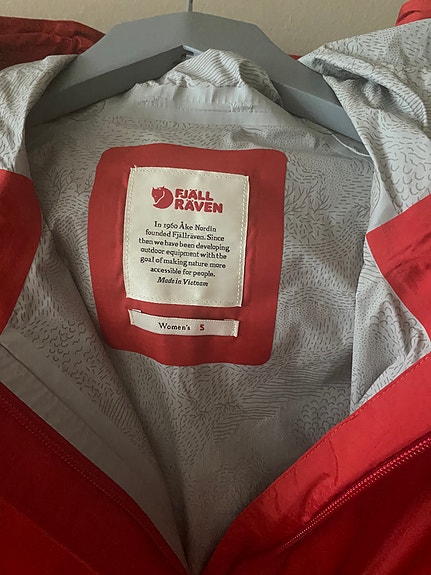 FJÄLL
RÄVEN
In 1960 Åke Nordin
founded Fjällräven. Since
then we have been developing
outdoor equipment with the
goal of making nature more
accessible for people.
Made in Vietnam
Women's S